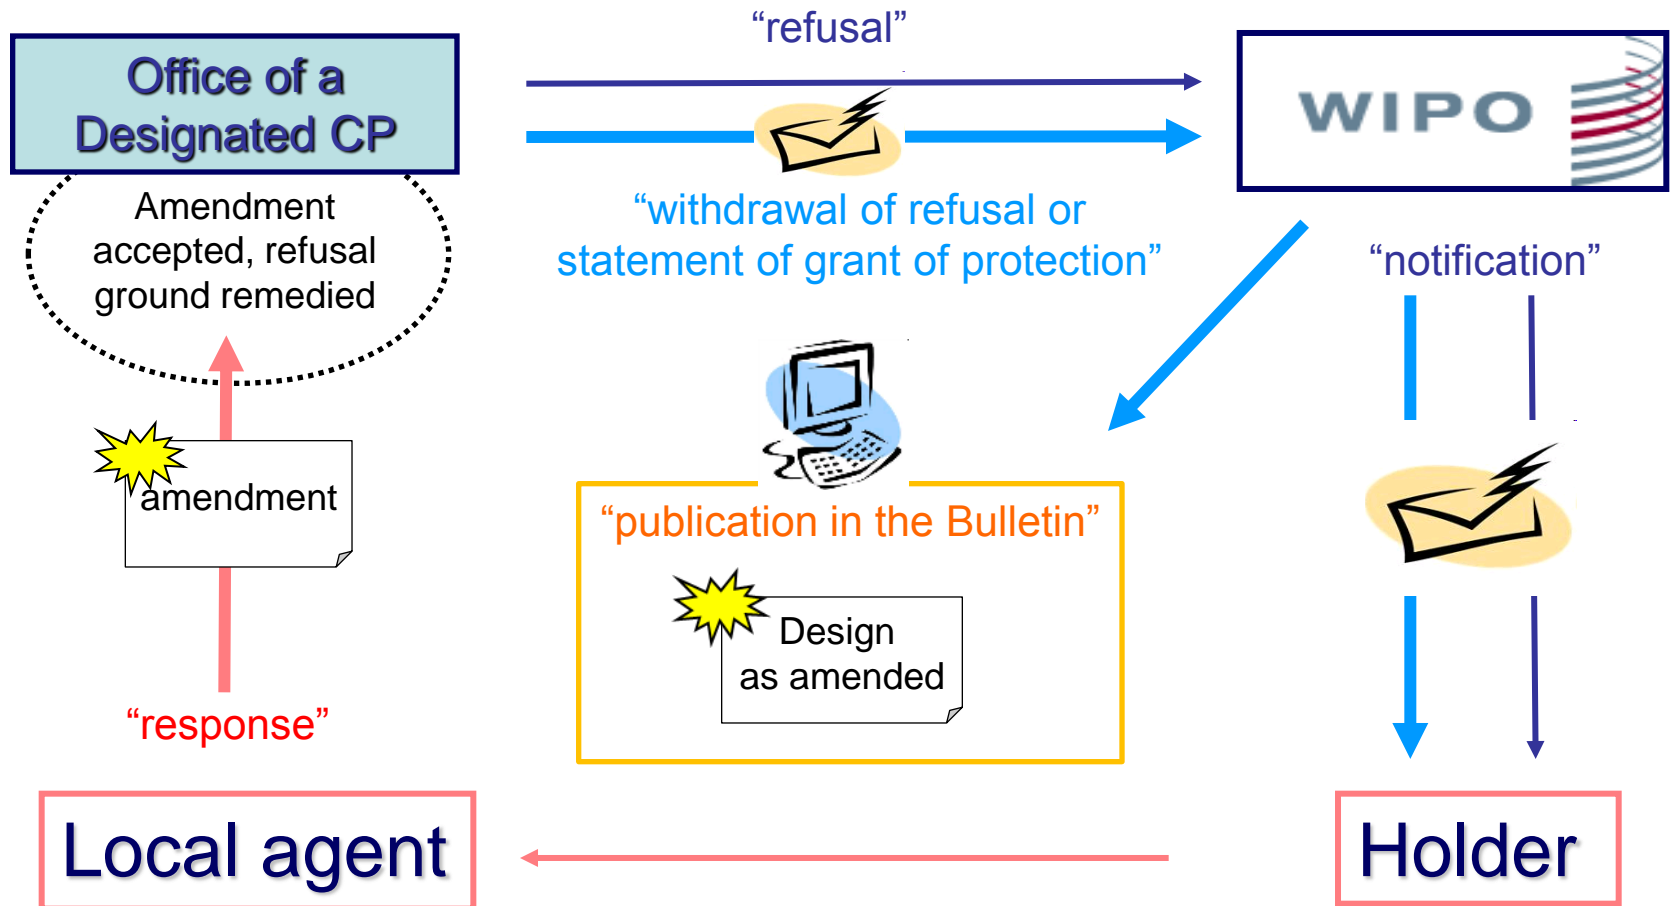 “refusal”
Office of a
Designated CP
WIPO
Amendment
accepted, refusal
ground remedied
“withdrawal of refusal or
statement of grant of protection”
“notification”
amendment
“publication in the Bulletin”
Design
as amended
“response”
Local agent
Holder